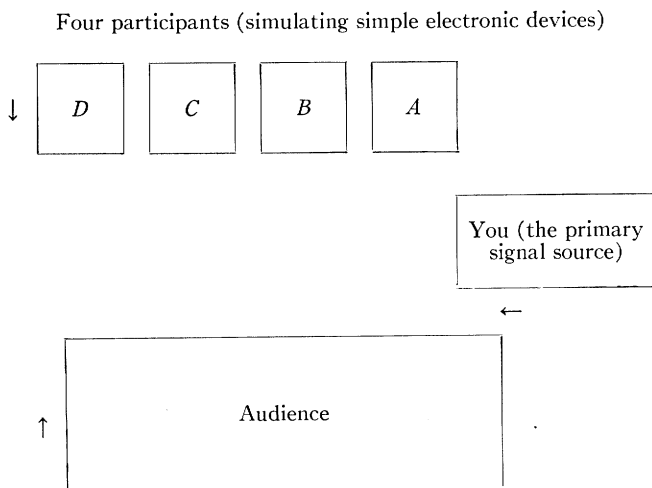 Four participants (simulating simple electronic devices)
↓ D C B A
You (the primary
signal source)
←
Audience
↑